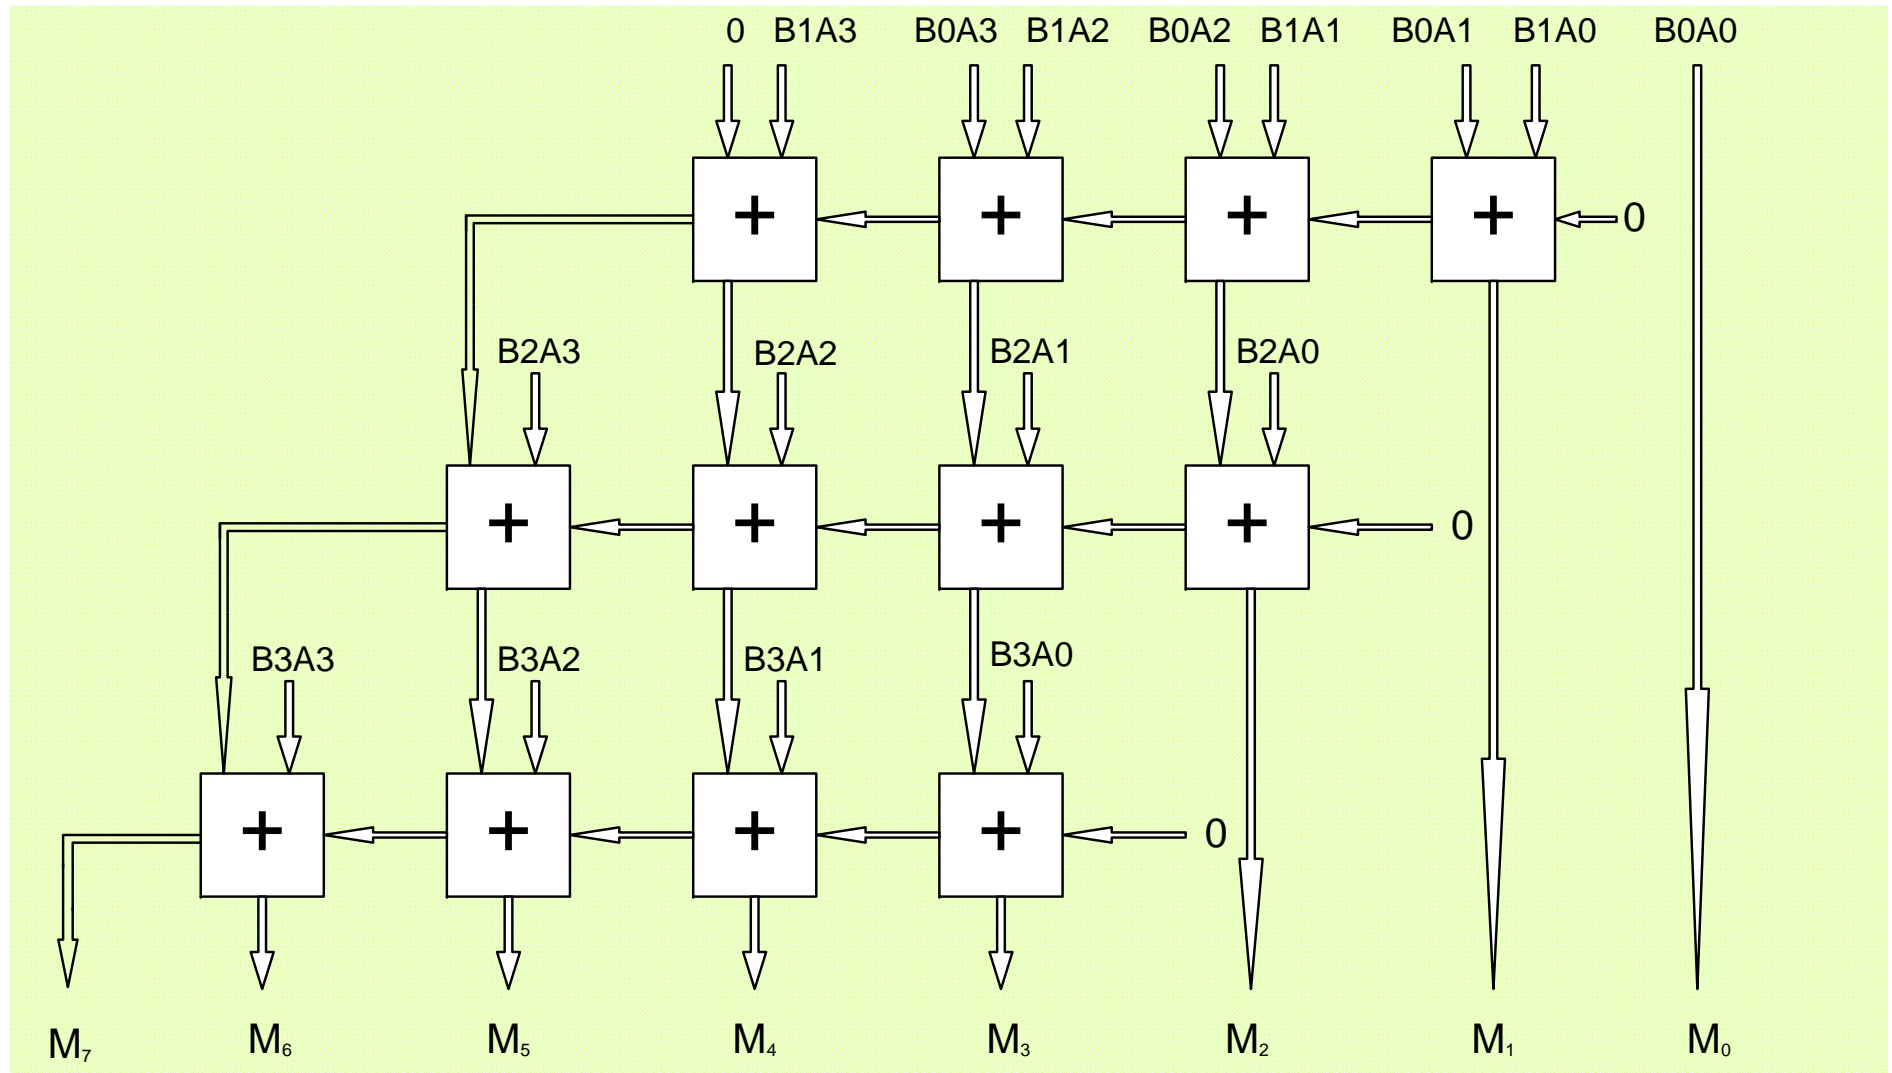 0 B1A3 B0A3 B1A2 B0A2 B1A1 B0A1 B1A0 B0A0
+ + + + 0
B2A3 B2A2 B2A1 B2A0
+ + + + 0
B3A3 B3A2 B3A1 B3A0
+ + + + 0
M₇ M₆ M₅ M₄ M₃ M₂ M₁ M₀